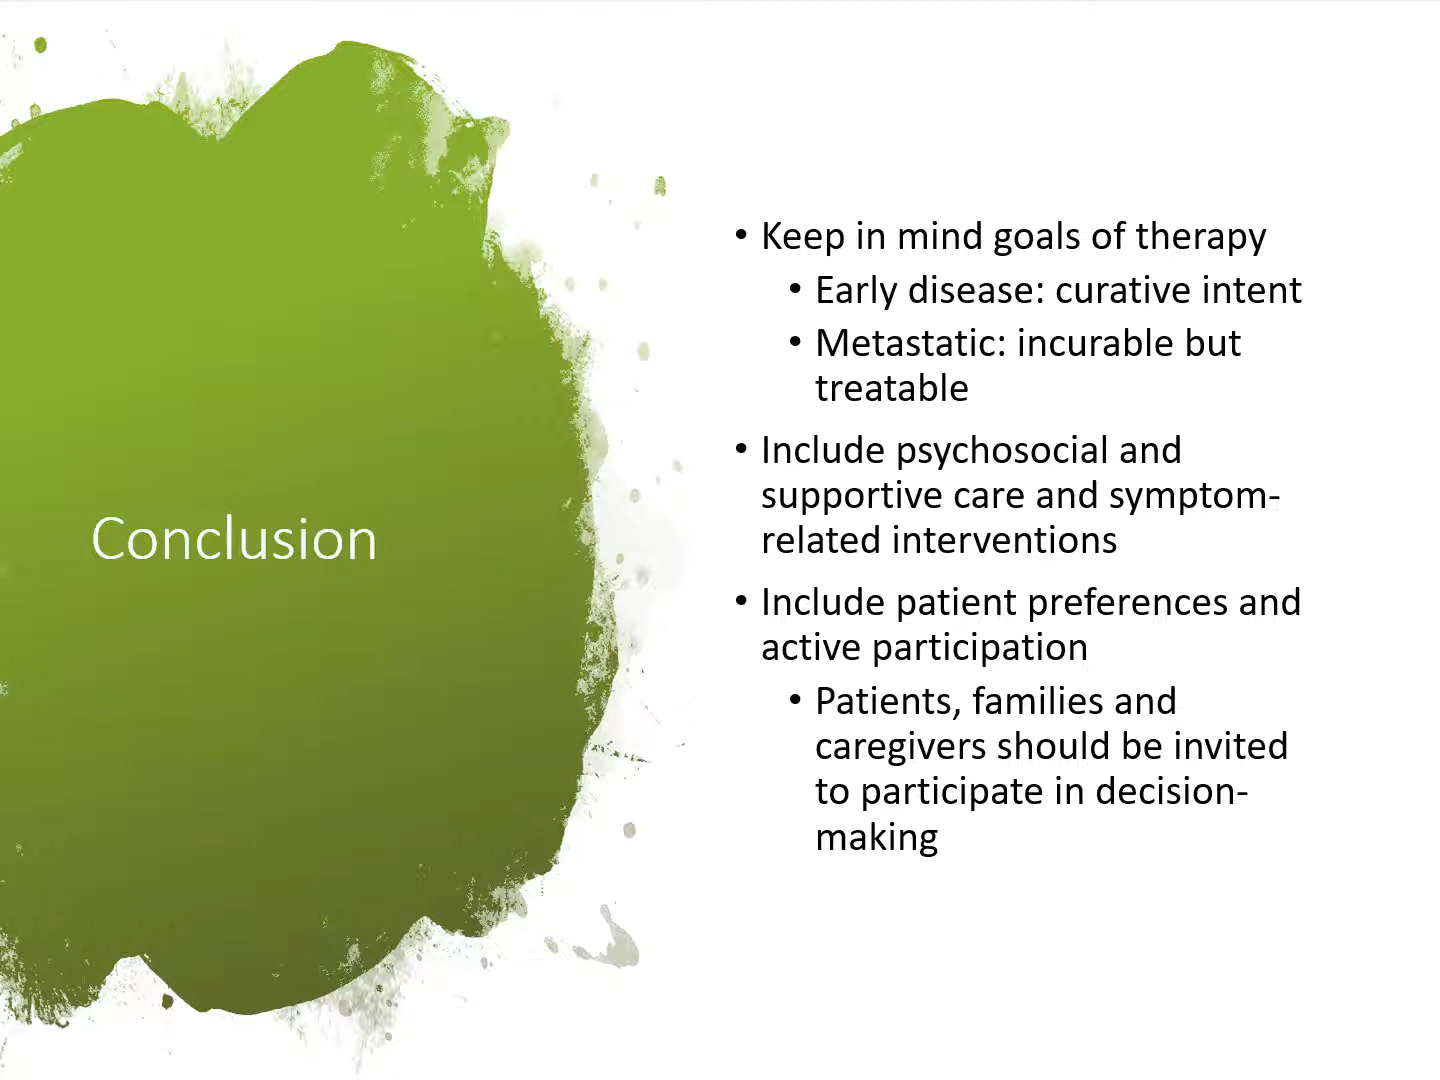 Conclusion
• Keep in mind goals of therapy
• Early disease: curative intent
• Metastatic: incurable but
treatable
• Include psychosocial and
supportive care and symptom-
related interventions
• Include patient preferences and
active participation
• Patients, families and
caregivers should be invited
to participate in decision-
making